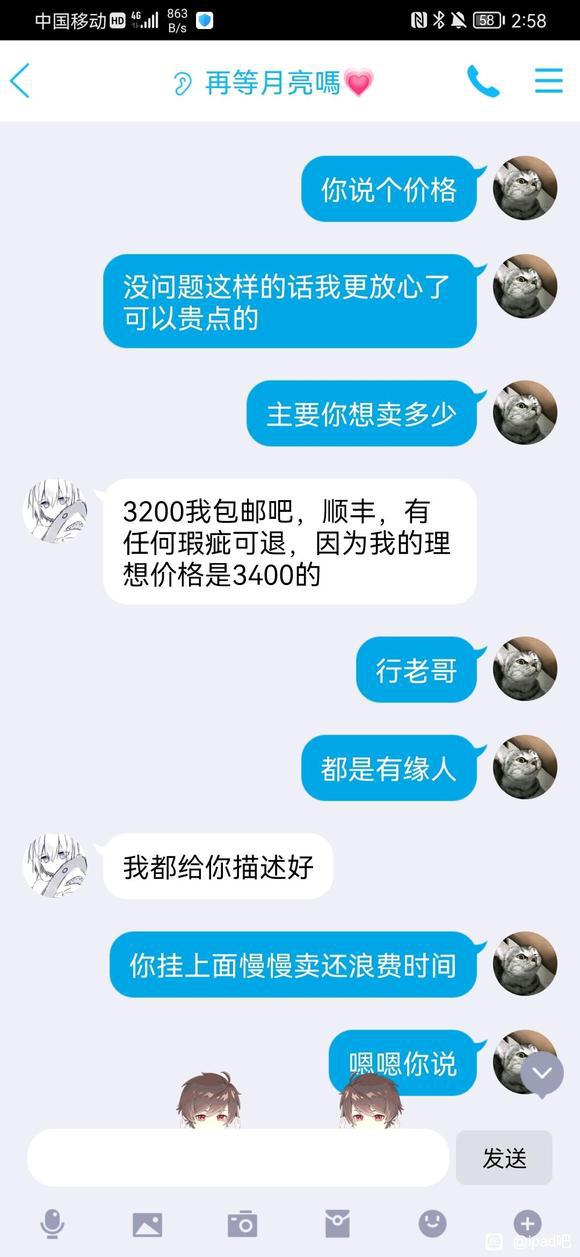 中国移动 HD 4G 863 B/s 58 2:58
再等月亮嗎
你说个价格
没问题这样的话我更放心了
可以贵点的
主要你想卖多少
3200我包邮吧，顺丰，有
任何瑕疵可退，因为我的理
想价格是3400的
行老哥
都是有缘人
我都给你描述好
你挂上面慢慢卖还浪费时间
嗯嗯你说
发送
@ipad吧